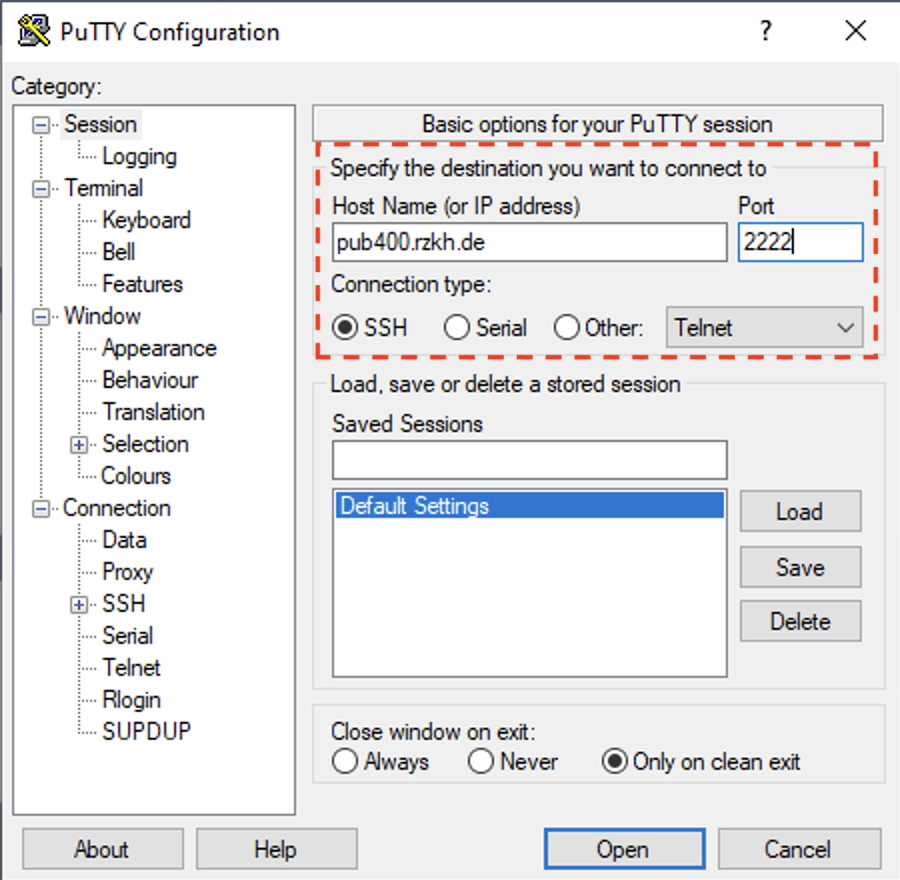 PuTTY Configuration
?
Category:
Session
Logging
Terminal
Keyboard
Bell
Features
Window
Appearance
Behaviour
Translation
Selection
Colours
Connection
Data
Proxy
SSH
Serial
Telnet
Rlogin
SUPDUP
Basic options for your PuTTY session
Specify the destination you want to connect to
Host Name (or IP address) Port
pub400.rzkh.de 2222
Connection type:
SSH Serial Other: Telnet
Load, save or delete a stored session
Saved Sessions
Default Settings
Load
Save
Delete
Close window on exit:
Always Never Only on clean exit
About Help Open Cancel